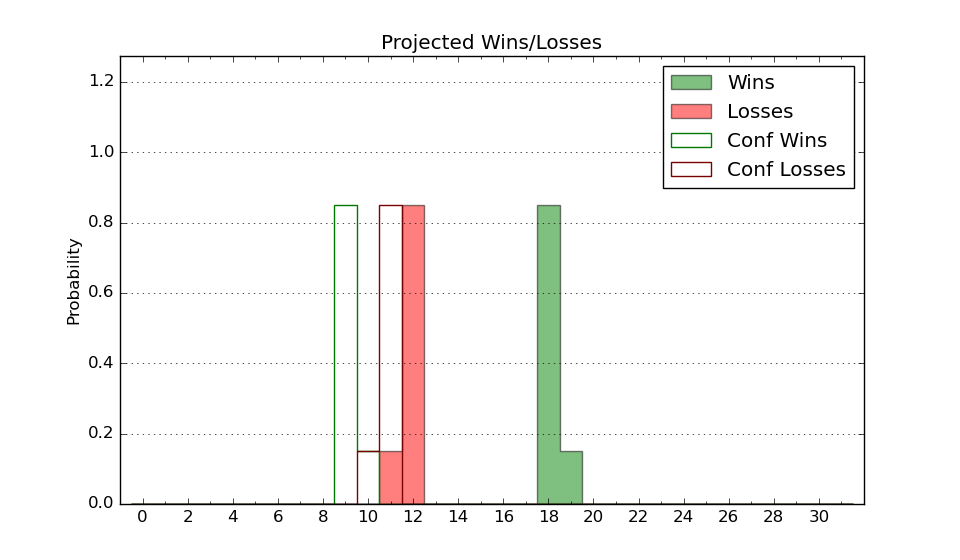 Projected Wins/Losses
1.2
1.0
0.8
0.6
0.4
0.2
0.0
Probability
Wins
Losses
Conf Wins
Conf Losses
0 2 4 6 8 10 12 14 16 18 20 22 24 26 28 30